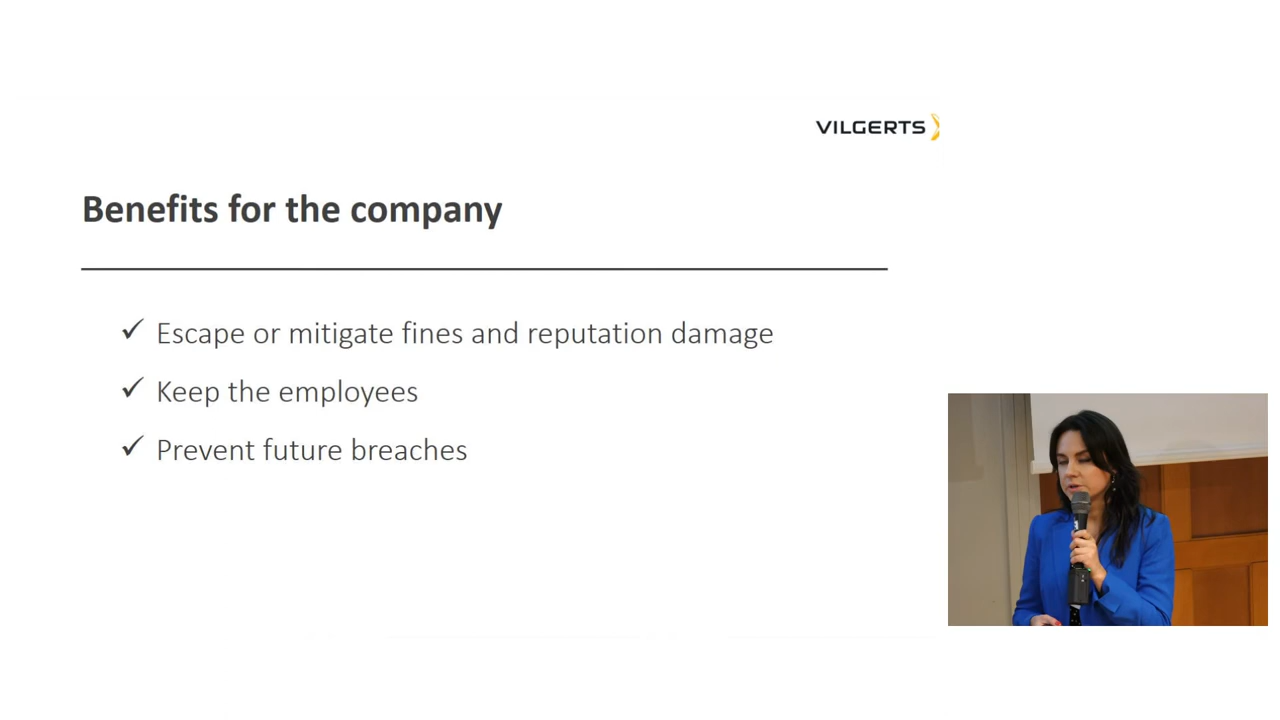 VILGERTS
Benefits for the company
✓ Escape or mitigate fines and reputation damage
✓ Keep the employees
✓ Prevent future breaches